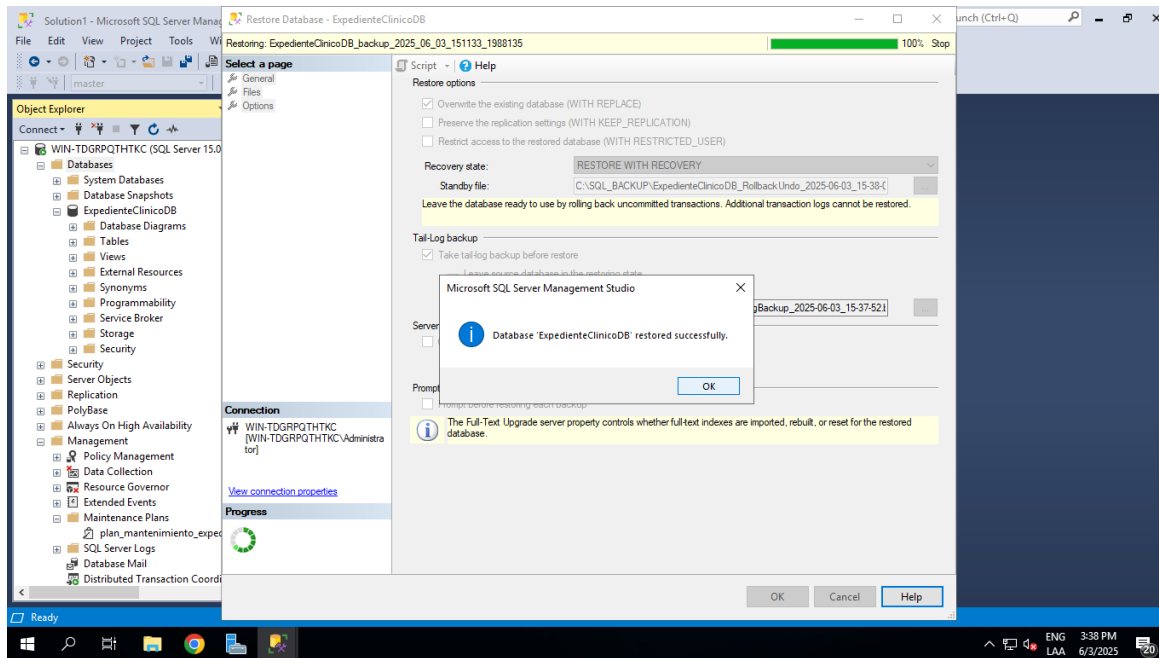 Solution1 - Microsoft SQL Server Manag
Restore Database - ExpedienteClinicoDB
unch (Ctrl+Q)
File Edit View Project Tools Wi
Restoring: ExpedienteClinicoDB_backup_2025_06_03_151133_1988135
100% Stop
Select a page
General
Files
Options
Script
Help
master
Object Explorer
Connect
WIN-TDGRPQTHTKC (SQL Server 15.0
Databases
System Databases
Database Snapshots
ExpedienteClinicoDB
Database Diagrams
Tables
Views
External Resources
Synonyms
Programmability
Service Broker
Storage
Security
Security
Server Objects
Replication
PolyBase
Always On High Availability
Management
Policy Management
Data Collection
Resource Governor
Extended Events
Maintenance Plans
plan_mantenimiento_exped
SQL Server Logs
Database Mail
Distributed Transaction Coordi
Restore options
Overwrite the existing database (WITH REPLACE)
Preserve the replication settings (WITH KEEP_REPLICATION)
Restrict access to the restored database (WITH RESTRICTED_USER)
Recovery state:
RESTORE WITH RECOVERY
Standby file:
C:\SQL_BACKUP\ExpedienteClinicoDB_RollbackUndo_2025-06-03_15-38-0
Leave the database ready to use by rolling back uncommitted transactions. Additional transaction logs cannot be restored.
Tail-Log backup
Take tail-log backup before restore
Leave source database in the restoring state
gBackup_2025-06-03_15-37-52.b
Server
Microsoft SQL Server Management Studio
Database 'ExpedienteClinicoDB' restored successfully.
OK
Prompt
Prompt before restoring each backup
The Full-Text Upgrade server property controls whether full-text indexes are imported, rebuilt, or reset for the restored
database.
Connection
WIN-TDGRPQTHTKC
[WIN-TDGRPQTHTKC\Administra
tor]
View connection properties
Progress
OK
Cancel
Help
Ready
ENG
LAA
3:38 PM
6/3/2025
20